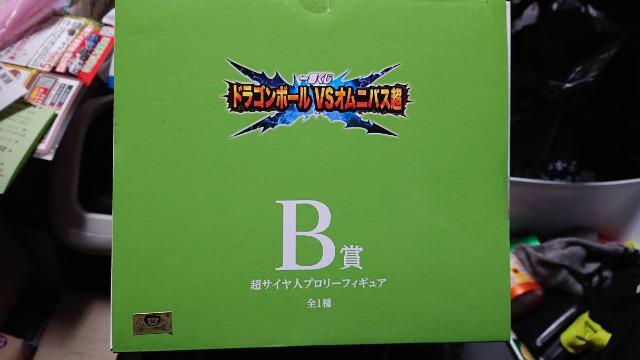 一番くじ
ドラゴンボール VSオムニバス超
B賞
超サイヤ人ブロリーフィギュア
全1種